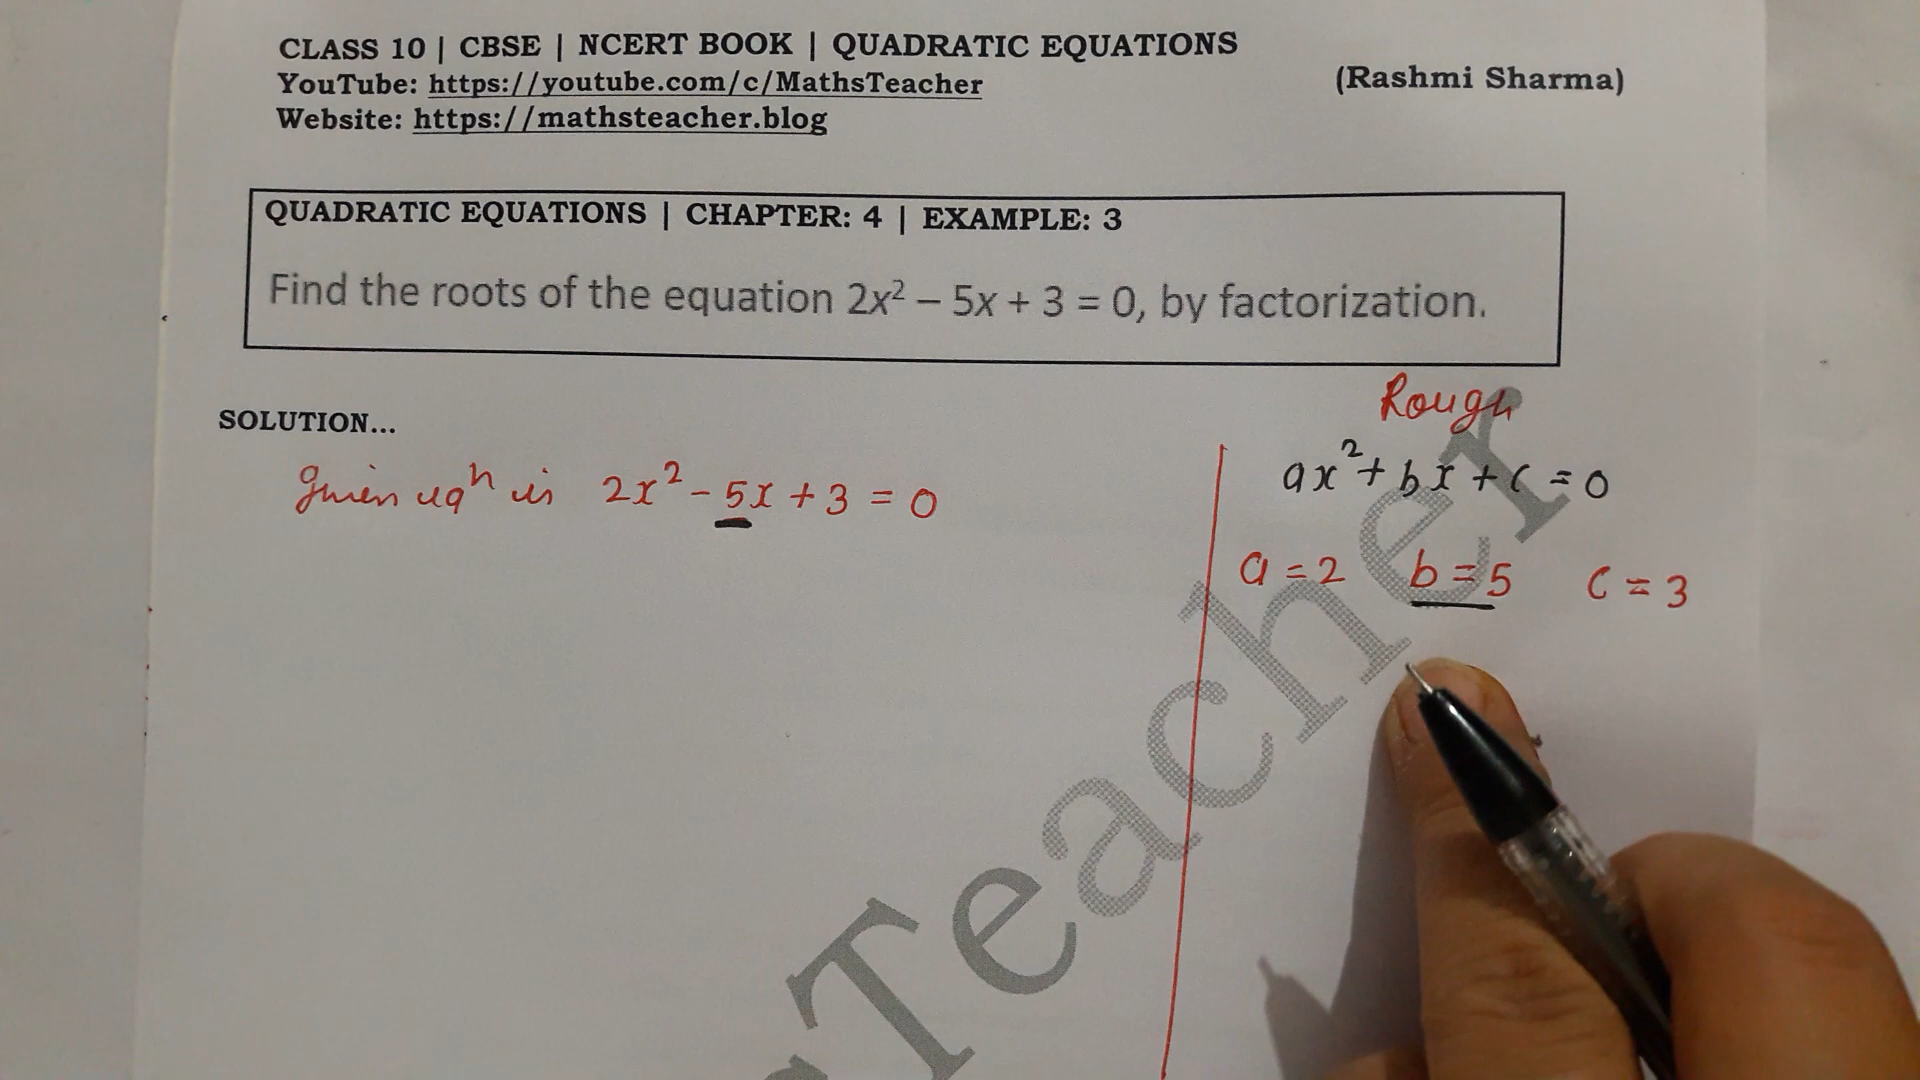 CLASS 10 | CBSE | NCERT BOOK | QUADRATIC EQUATIONS
YouTube: https://youtube.com/c/MathsTeacher
(Rashmi Sharma)
Website: https://mathsteacher.blog
QUADRATIC EQUATIONS | CHAPTER: 4 | EXAMPLE: 3
Find the roots of the equation 2x² – 5x + 3 = 0, by factorization.
SOLUTION...
Given eqⁿ is 2x² - 5x + 3 = 0
Rough
ax² + bx + c = 0
a = 2 b = 5 c = 3
Teacher